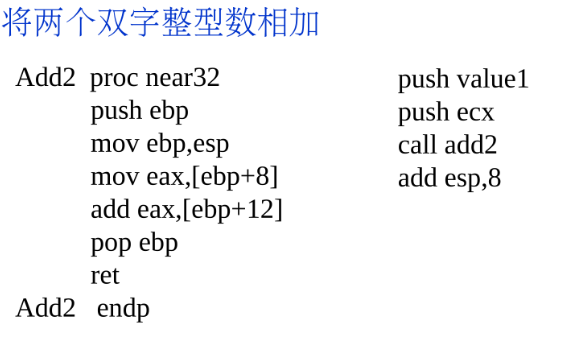 将两个双字整型数相加
Add2 proc near32
push ebp
mov ebp,esp
mov eax,[ebp+8]
add eax,[ebp+12]
pop ebp
ret
Add2 endp
push value1
push ecx
call add2
add esp,8